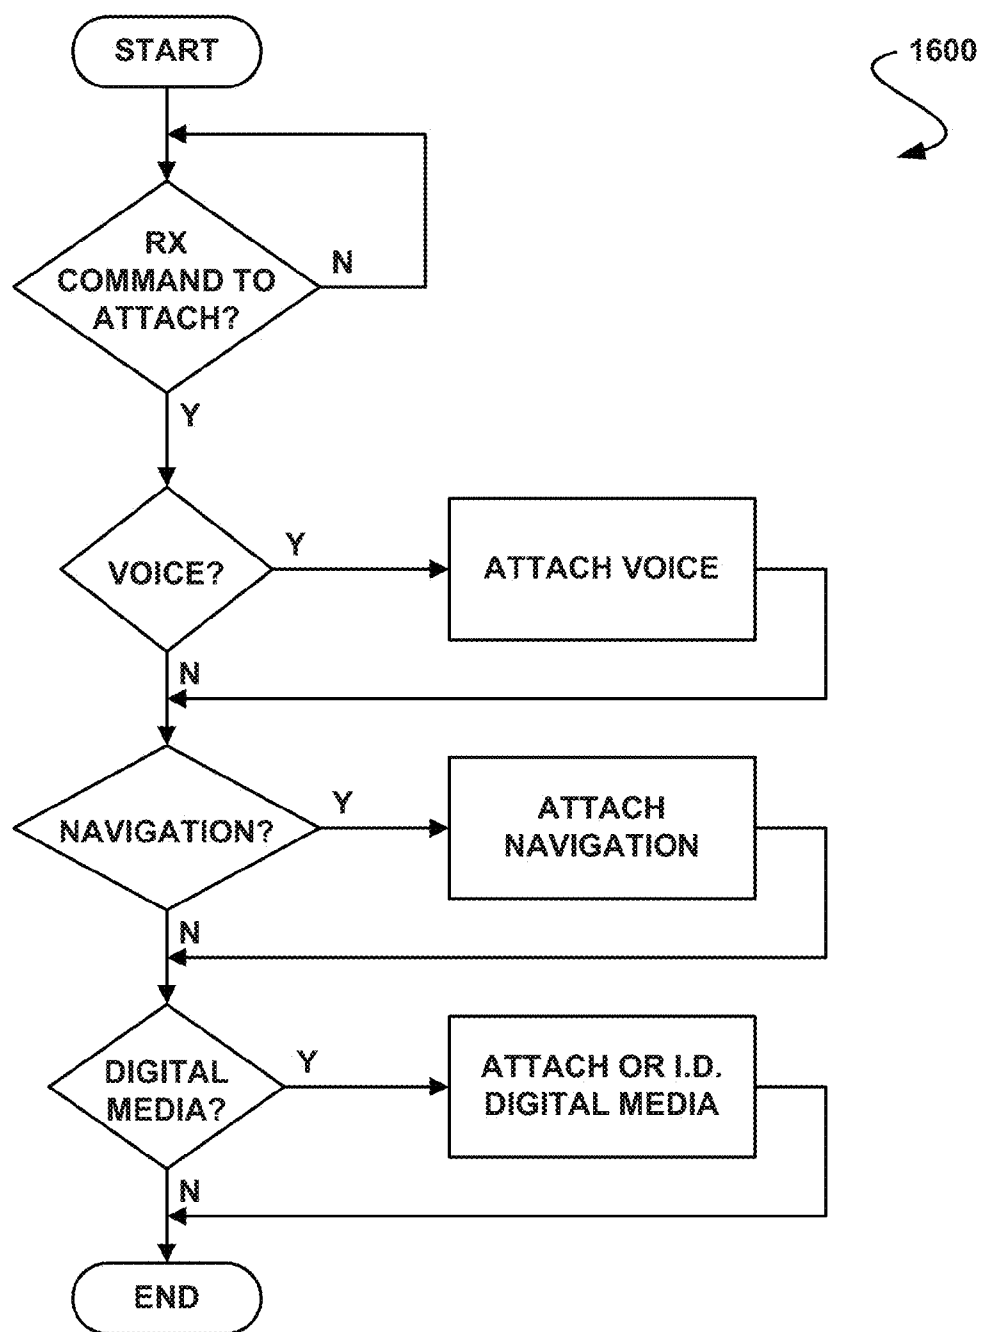 START
1600
RX
COMMAND TO
ATTACH?
N
Y
VOICE?
Y
ATTACH VOICE
N
NAVIGATION?
Y
ATTACH
NAVIGATION
N
DIGITAL
MEDIA?
Y
ATTACH OR I.D.
DIGITAL MEDIA
N
END